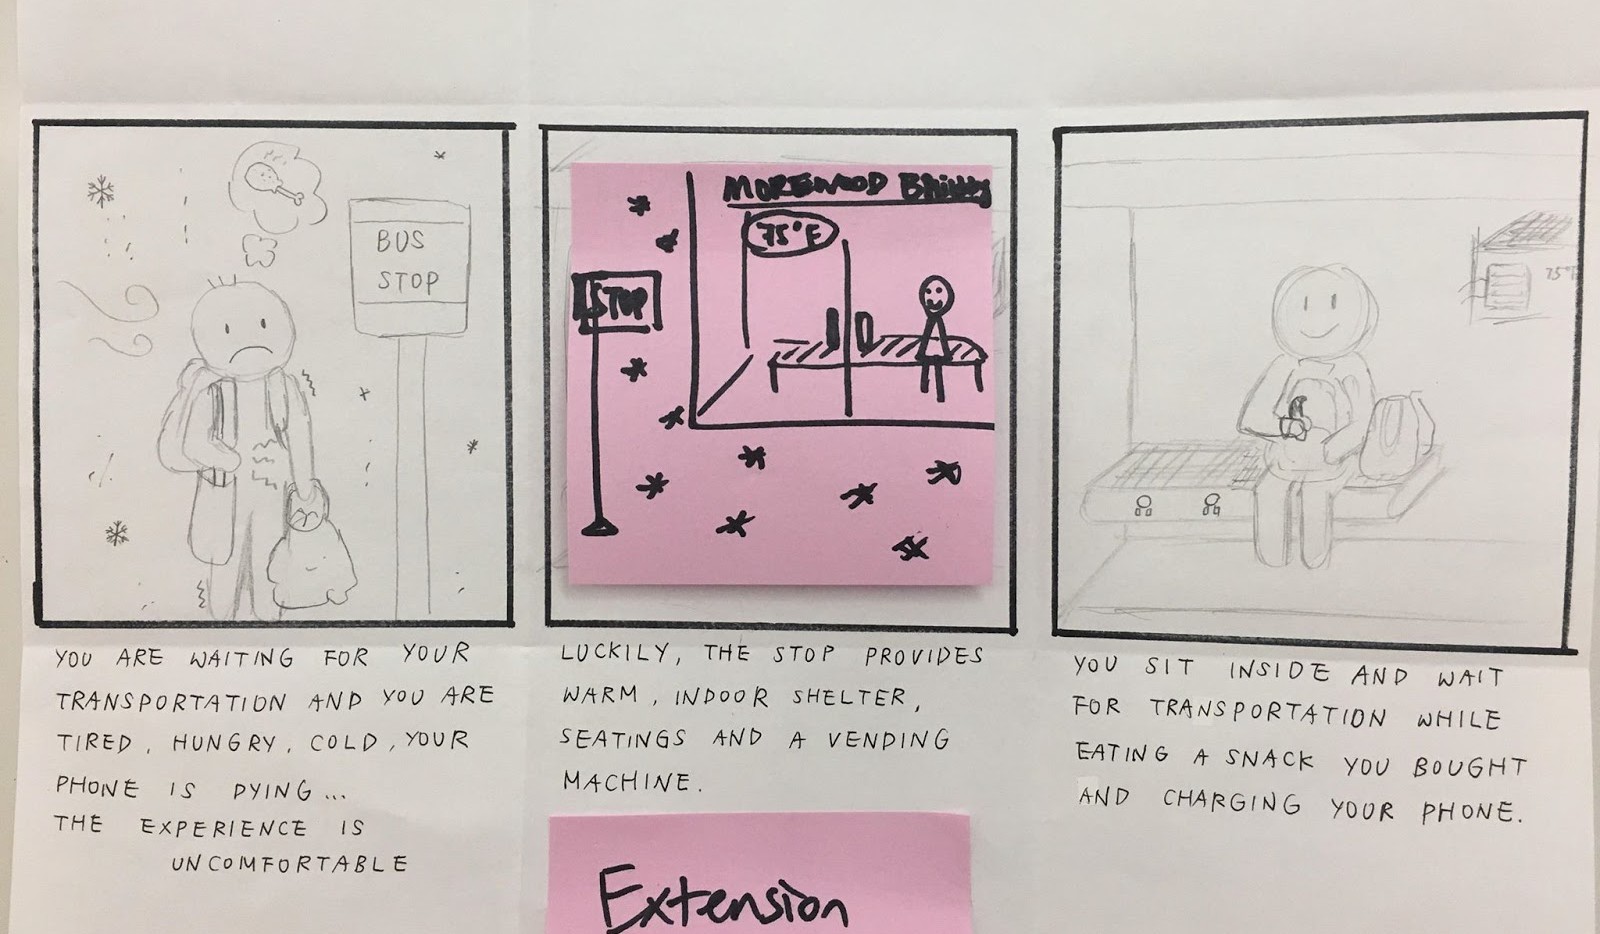 BUS
STOP
YOU ARE WAITING FOR YOUR
TRANSPORTATION AND YOU ARE
TIRED, HUNGRY, COLD, YOUR
PHONE IS DYING...
THE EXPERIENCE IS
UNCOMFORTABLE
MOREWOOD
75°F
STOP
LUCKILY, THE STOP PROVIDES
WARM, INDOOR SHELTER,
SEATINGS AND A VENDING
MACHINE.
Extension
75°F
YOU SIT INSIDE AND WAIT
FOR TRANSPORTATION WHILE
EATING A SNACK YOU BOUGHT
AND CHARGING YOUR PHONE.